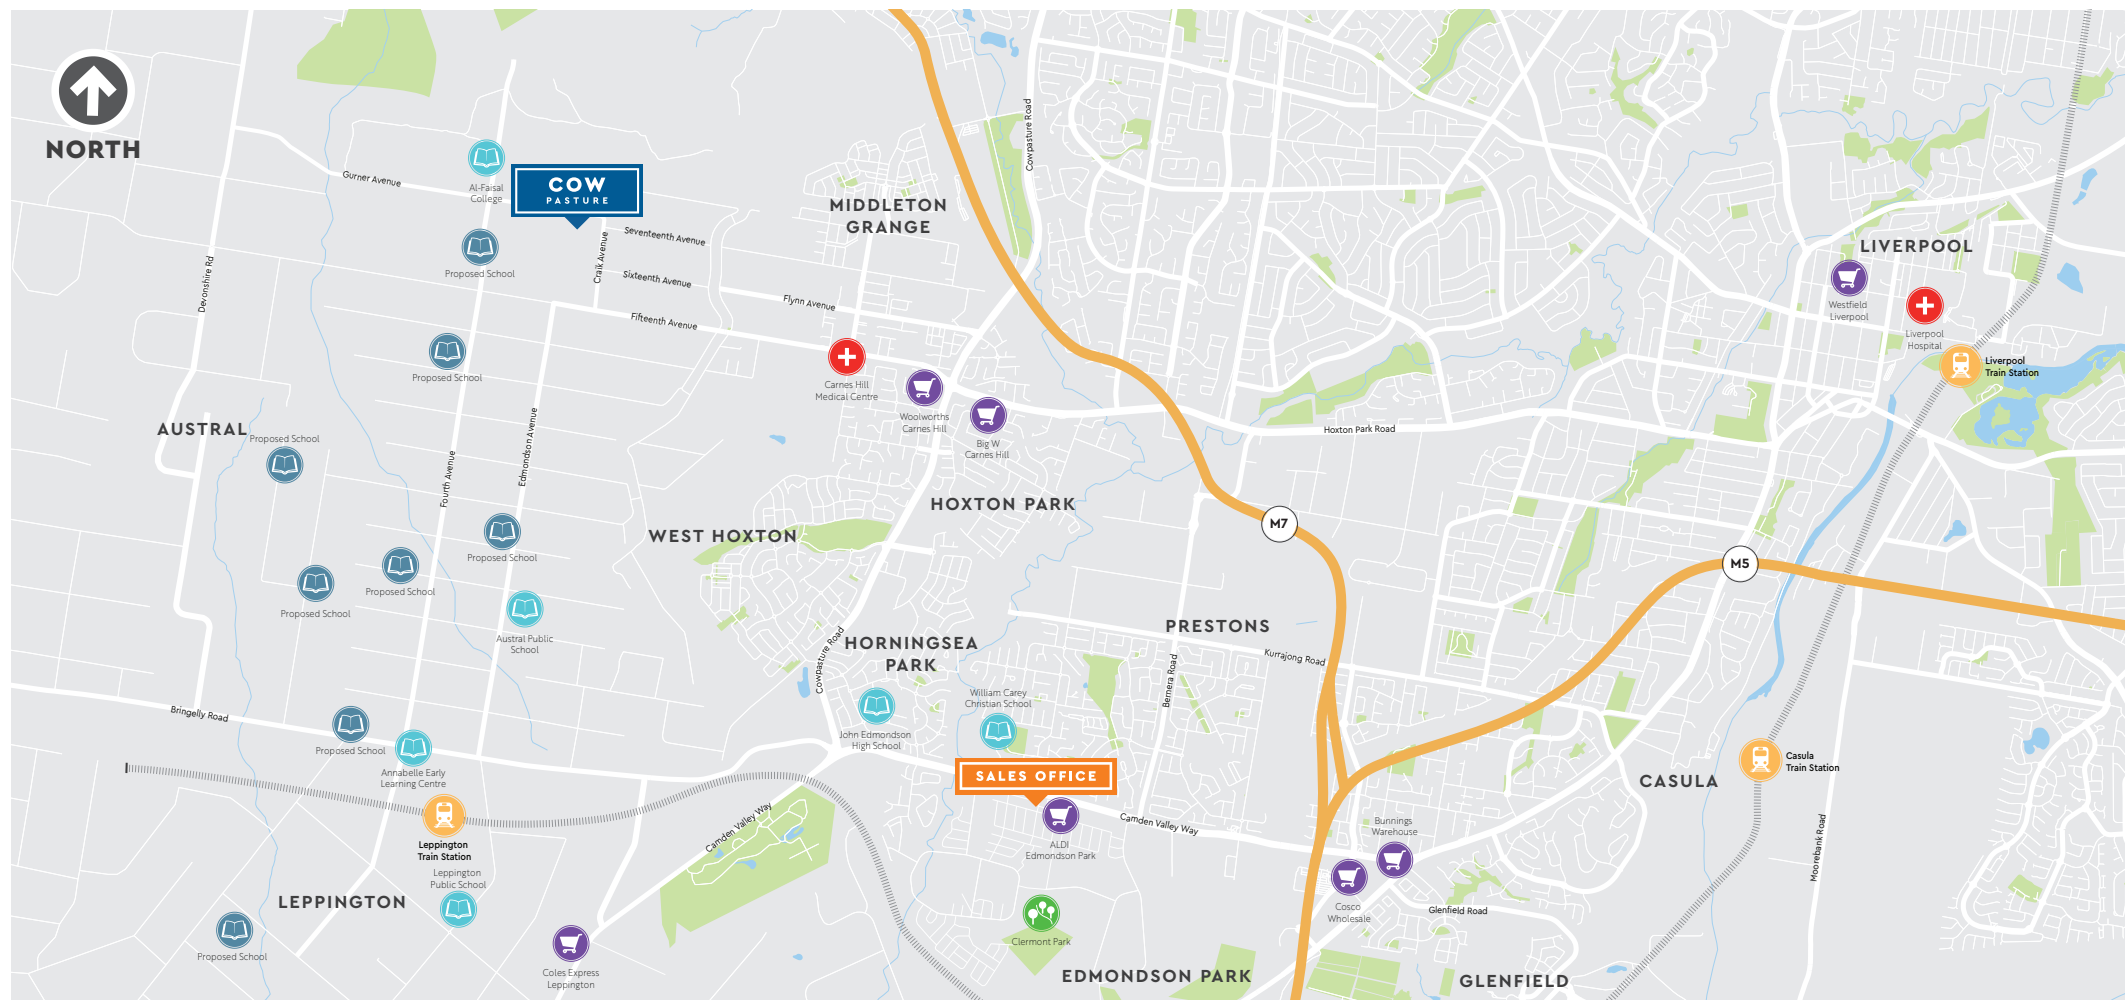 NORTH
Gurner Avenue
Al-Faisal
College
COW
PASTURE
Proposed School
Seventeenth Avenue
Craik Avenue
Sixteenth Avenue
Devonshire Rd
Flynn Avenue
Fifteenth Avenue
MIDDLETON
GRANGE
Cowpasture Road
LIVERPOOL
Westfield
Liverpool
Liverpool
Hospital
Liverpool
Train Station
Proposed School
Carnes Hill
Medical Centre
Woolworths
Carnes Hill
Big W
Carnes Hill
Hoxton Park Road
AUSTRAL
Proposed School
Fourth Avenue
Edmondson Avenue
HOXTON PARK
WEST HOXTON
M7
M5
Proposed School
Proposed School
Proposed School
Austral Public
School
PRESTONS
Kurrajong Road
HORNINGSEA
PARK
Cowpasture Road
Bernera Road
William Carey
Christian School
John Edmondson
High School
Bringelly Road
Proposed School
Annabelle Early
Learning Centre
SALES OFFICE
CASULA
Casula
Train Station
Camden Valley Way
Camden Valley Way
ALDI
Edmondson Park
Bunnings
Warehouse
Moorebank Road
Leppington
Train Station
Leppington
Public School
LEPPINGTON
Cosco
Wholesale
Glenfield Road
Clermont Park
Proposed School
Coles Express
Leppington
EDMONDSON PARK
GLENFIELD